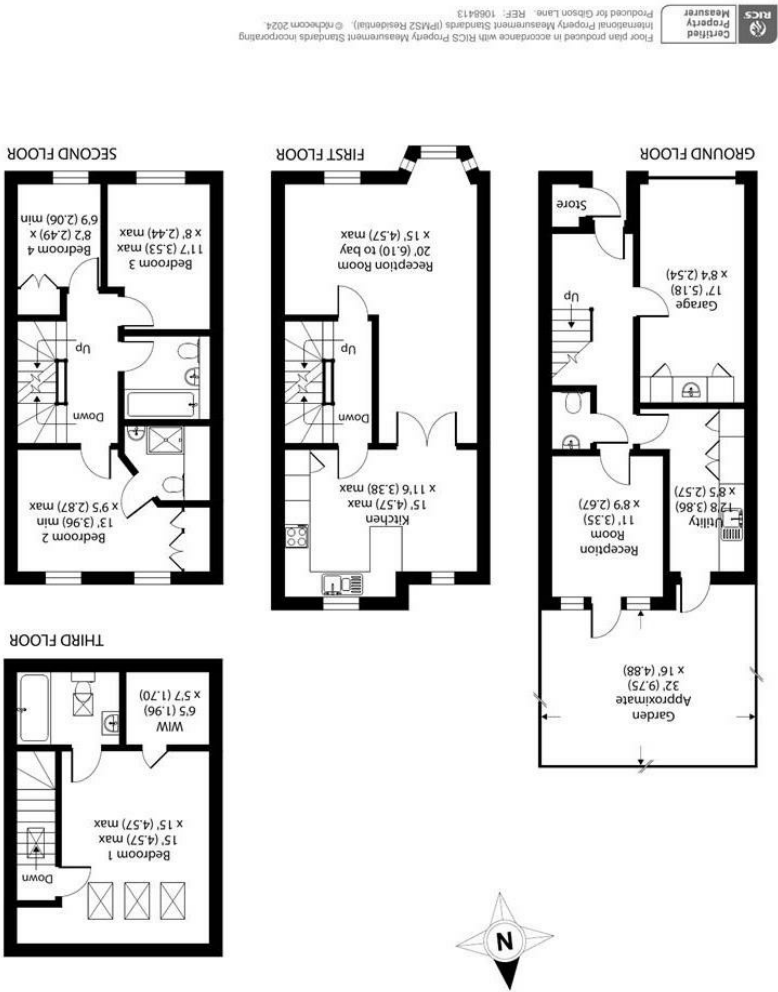 N
Down
Bedroom 1
15' (4.57) max
x 15' (4.57) max
WIW
6'5 (1.96)
x 5'7 (1.70)
THIRD FLOOR
Garden
Approximate
32' (9.75)
x 16' (4.88)
Utility
12'8 (3.86)
x 8'5 (2.57)
Reception
Room
11' (3.35)
x 8'9 (2.67)
Up
Garage
17' (5.18)
x 8'4 (2.54)
Store
GROUND FLOOR
Kitchen
15' (4.57) max
x 11'6 (3.38) max
Down
Up
Reception Room
20' (6.10) to bay
x 15' (4.57) max
FIRST FLOOR
Bedroom 2
13' (3.96) min
x 9'5 (2.87) max
Down
Up
Bedroom 3
11'7 (3.53) max
x 8' (2.44) max
Bedroom 4
8'2 (2.49) x
6'9 (2.06) min
SECOND FLOOR
RICS
Certified
Property
Measurer
Floor plan produced in accordance with RICS Property Measurement Standards incorporating
International Property Measurement Standards (IPMS2 Residential). © nichecom 2024.
Produced for Gibson Lane. REF: 1068413